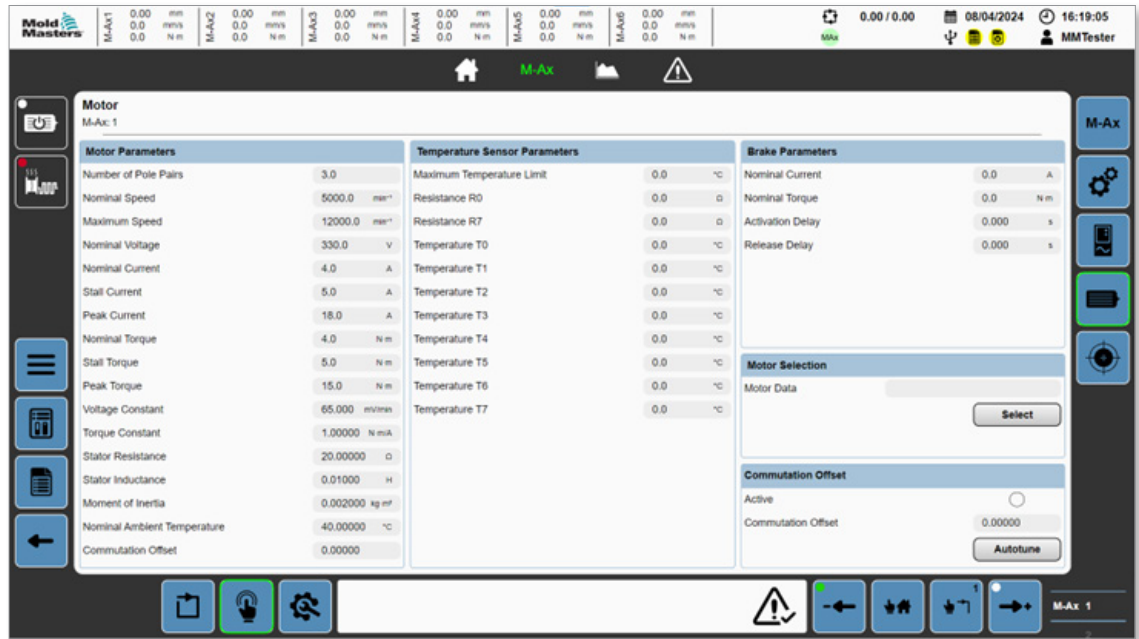 Mold Masters
M-Ax1 0.00 mm 0.0 mm/s 0.0 N·m
M-Ax2 0.00 mm 0.0 mm/s 0.0 N·m
M-Ax3 0.00 mm 0.0 mm/s 0.0 N·m
M-Ax4 0.00 mm 0.0 mm/s 0.0 N·m
M-Ax5 0.00 mm 0.0 mm/s 0.0 N·m
M-Ax6 0.00 mm 0.0 mm/s 0.0 N·m
MAx
0.00 / 0.00
08/04/2024 16:19:05
MMTester
M-Ax
Motor
M-Ax: 1
Motor Parameters
Number of Pole Pairs 3.0
Nominal Speed 5000.0 min⁻¹
Maximum Speed 12000.0 min⁻¹
Nominal Voltage 330.0 V
Nominal Current 4.0 A
Stall Current 5.0 A
Peak Current 18.0 A
Nominal Torque 4.0 N·m
Stall Torque 5.0 N·m
Peak Torque 15.0 N·m
Voltage Constant 65.000 mV/min
Torque Constant 1.00000 N·m/A
Stator Resistance 20.00000 Ω
Stator Inductance 0.01000 H
Moment of Inertia 0.002000 kg·m²
Nominal Ambient Temperature 40.00000 °C
Commutation Offset 0.00000
Temperature Sensor Parameters
Maximum Temperature Limit 0.0 °C
Resistance R0 0.0 Ω
Resistance R7 0.0 Ω
Temperature T0 0.0 °C
Temperature T1 0.0 °C
Temperature T2 0.0 °C
Temperature T3 0.0 °C
Temperature T4 0.0 °C
Temperature T5 0.0 °C
Temperature T6 0.0 °C
Temperature T7 0.0 °C
Brake Parameters
Nominal Current 0.0 A
Nominal Torque 0.0 N·m
Activation Delay 0.000 s
Release Delay 0.000 s
Motor Selection
Motor Data
Select
Commutation Offset
Active
Commutation Offset 0.00000
Autotune
M-Ax
1
M-Ax 1
2